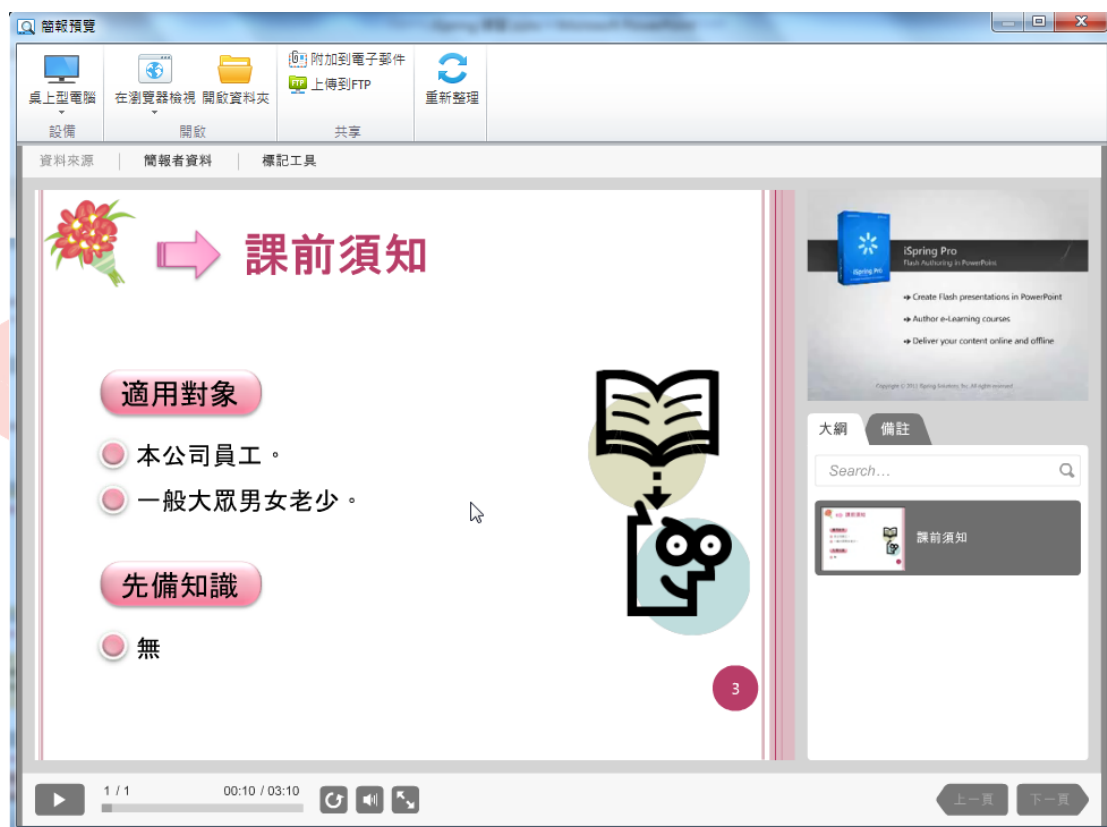 簡報預覽
附加到電子郵件
上傳到FTP
桌上型電腦
在瀏覽器檢視
開啟資料夾
重新整理
設備
開啟
共享
資料來源
簡報者資料
標記工具
課前須知
適用對象
本公司員工。
一般大眾男女老少。
先備知識
無
3
iSpring Pro
Flash Authoring in PowerPoint
iSpring Pro
Create Flash presentations in PowerPoint
Author e-Learning courses
Deliver your content online and offline
大綱
備註
Search...
課前須知
1 / 1
00:10 / 03:10
上一頁
下一頁